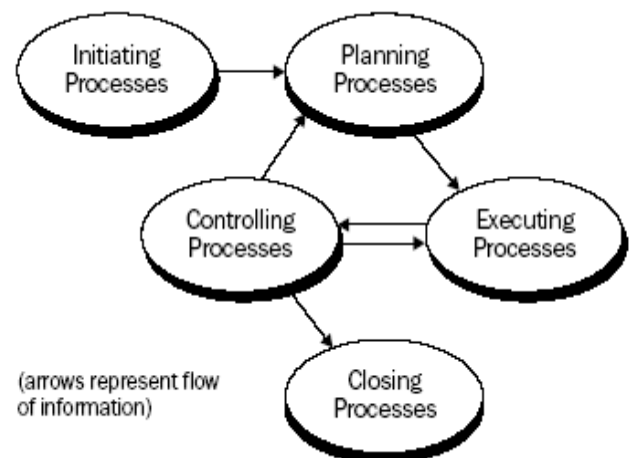 Initiating
Processes
Planning
Processes
Controlling
Processes
Executing
Processes
Closing
Processes
(arrows represent flow
of information)